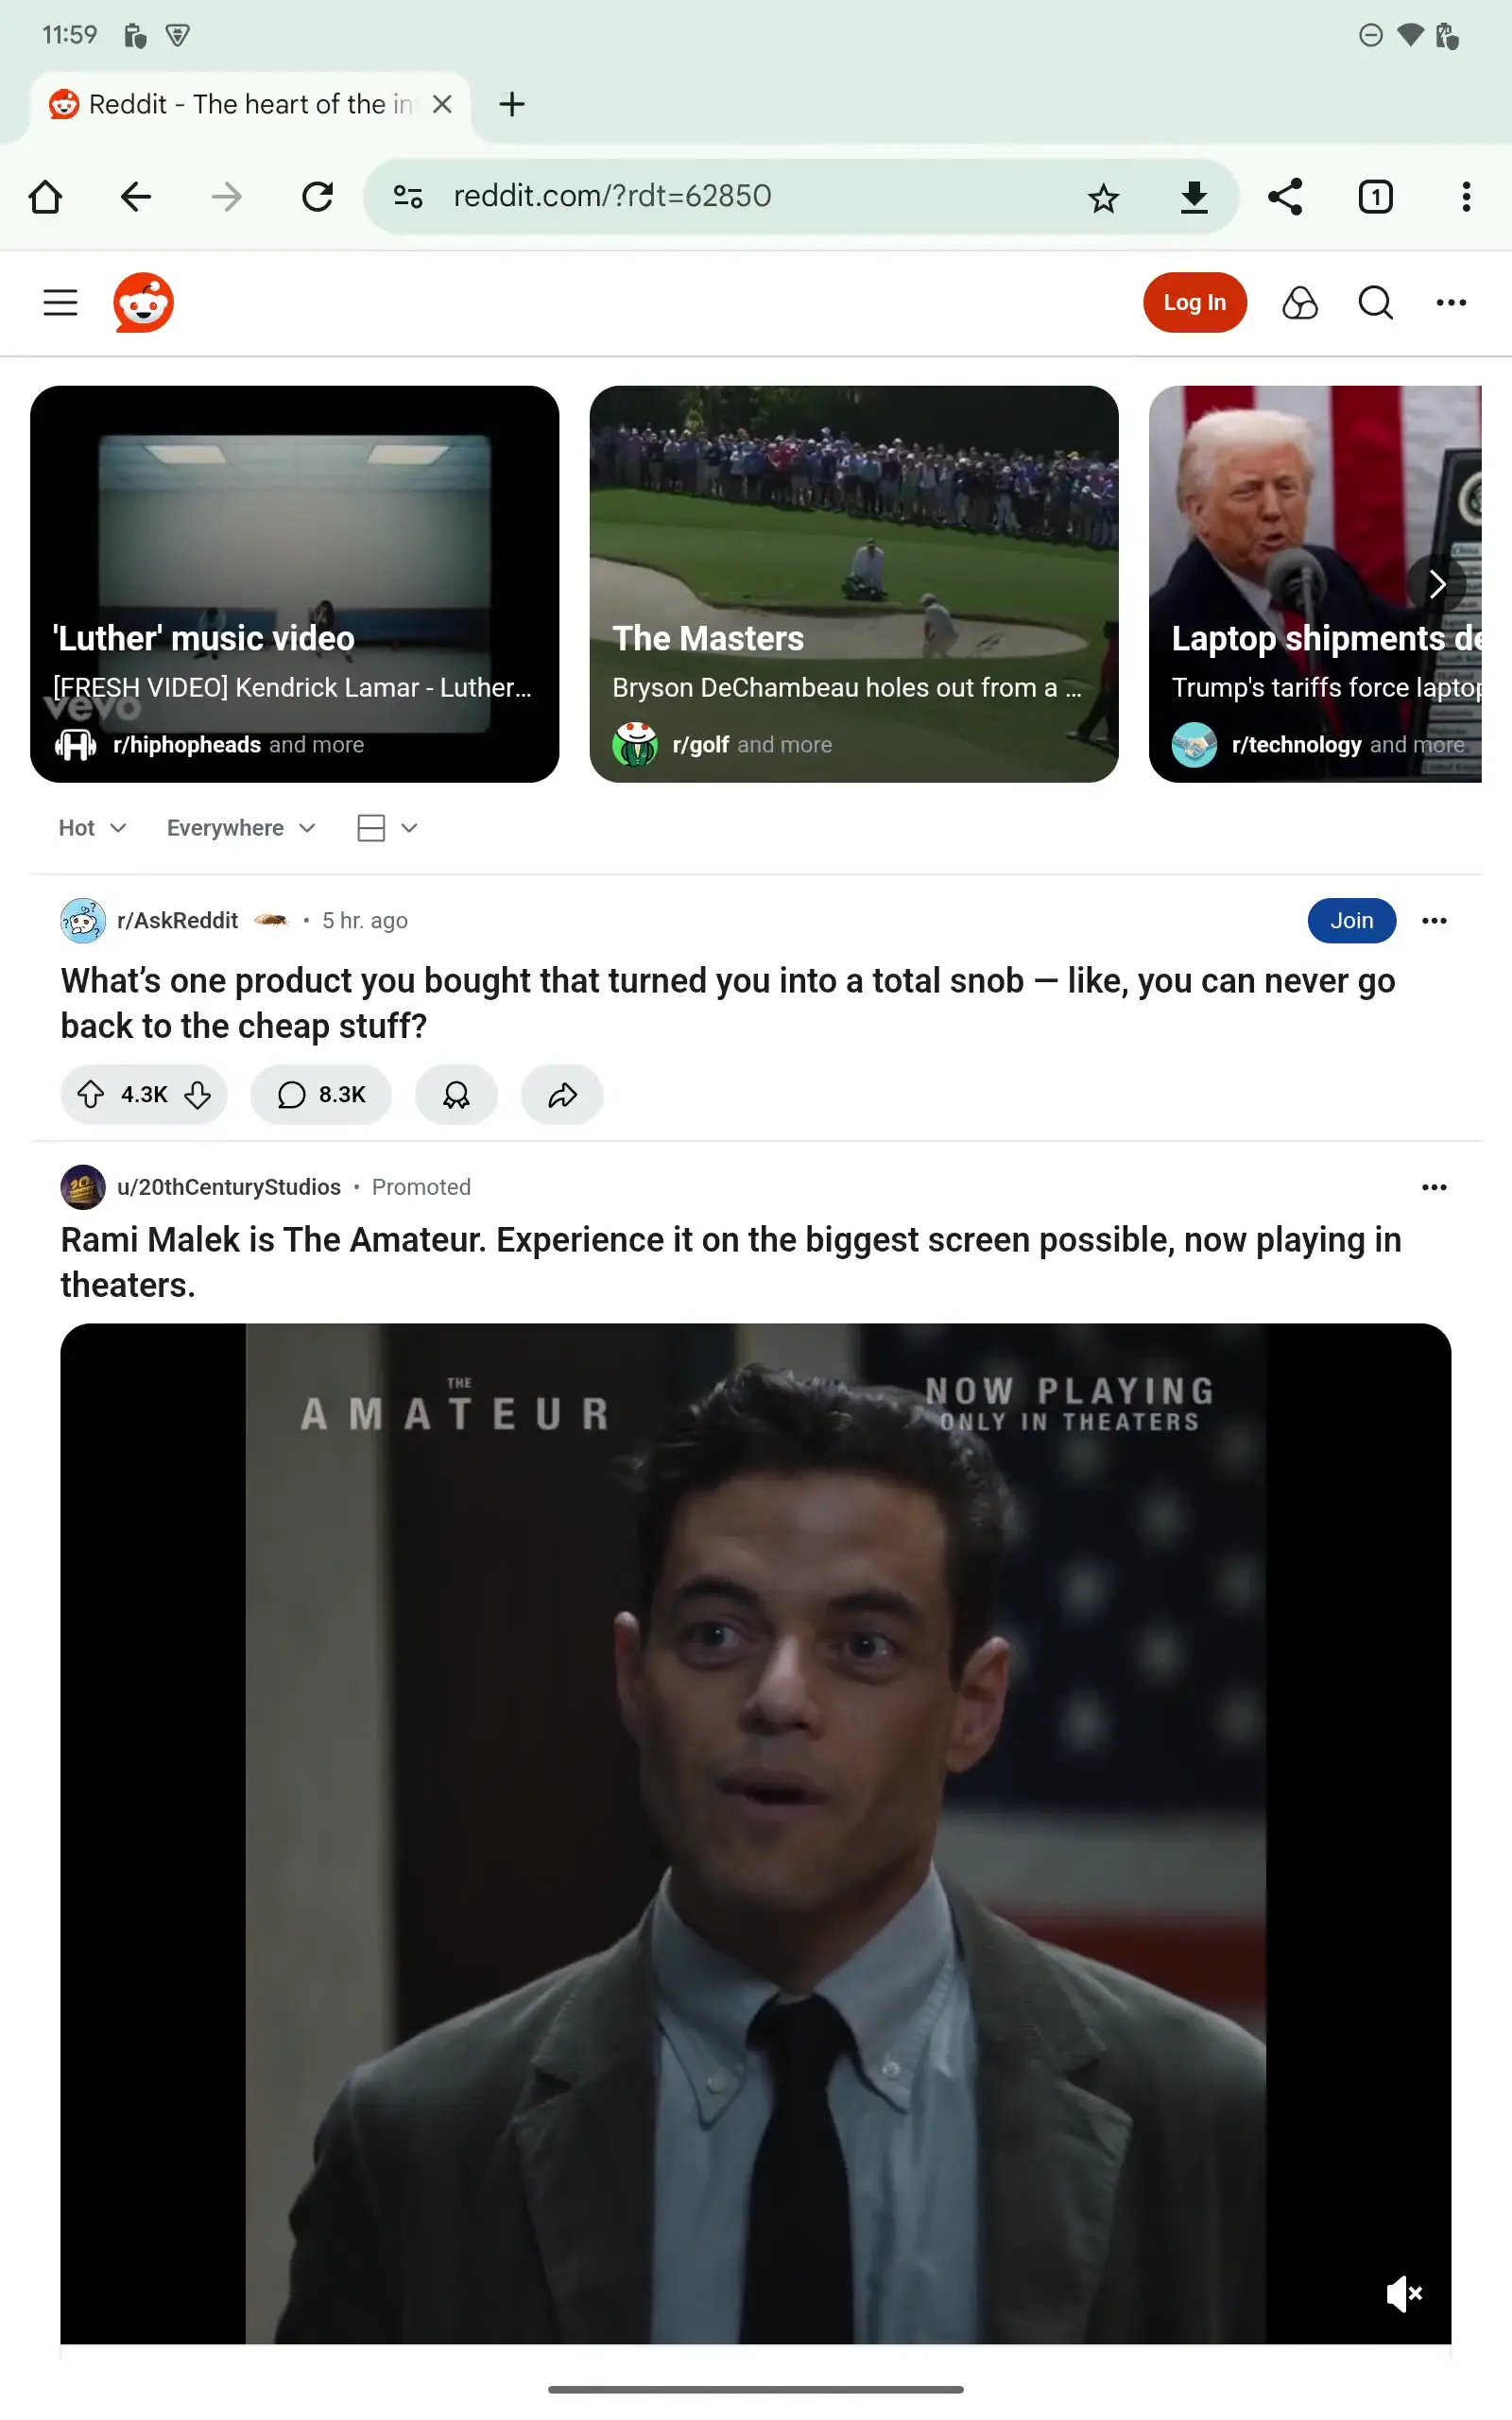 11:59
Reddit - The heart of the in
reddit.com/?rdt=62850
1
Log In
'Luther' music video
[FRESH VIDEO] Kendrick Lamar - Luther...
vevo
r/hiphopheads and more
The Masters
Bryson DeChambeau holes out from a ...
r/golf and more
Laptop shipments de
Trump's tariffs force laptop
r/technology and more
Hot
Everywhere
r/AskReddit • 5 hr. ago
Join
What’s one product you bought that turned you into a total snob — like, you can never go
back to the cheap stuff?
4.3K
8.3K
u/20thCenturyStudios • Promoted
Rami Malek is The Amateur. Experience it on the biggest screen possible, now playing in
theaters.
THE
AMATEUR
NOW PLAYING
ONLY IN THEATERS